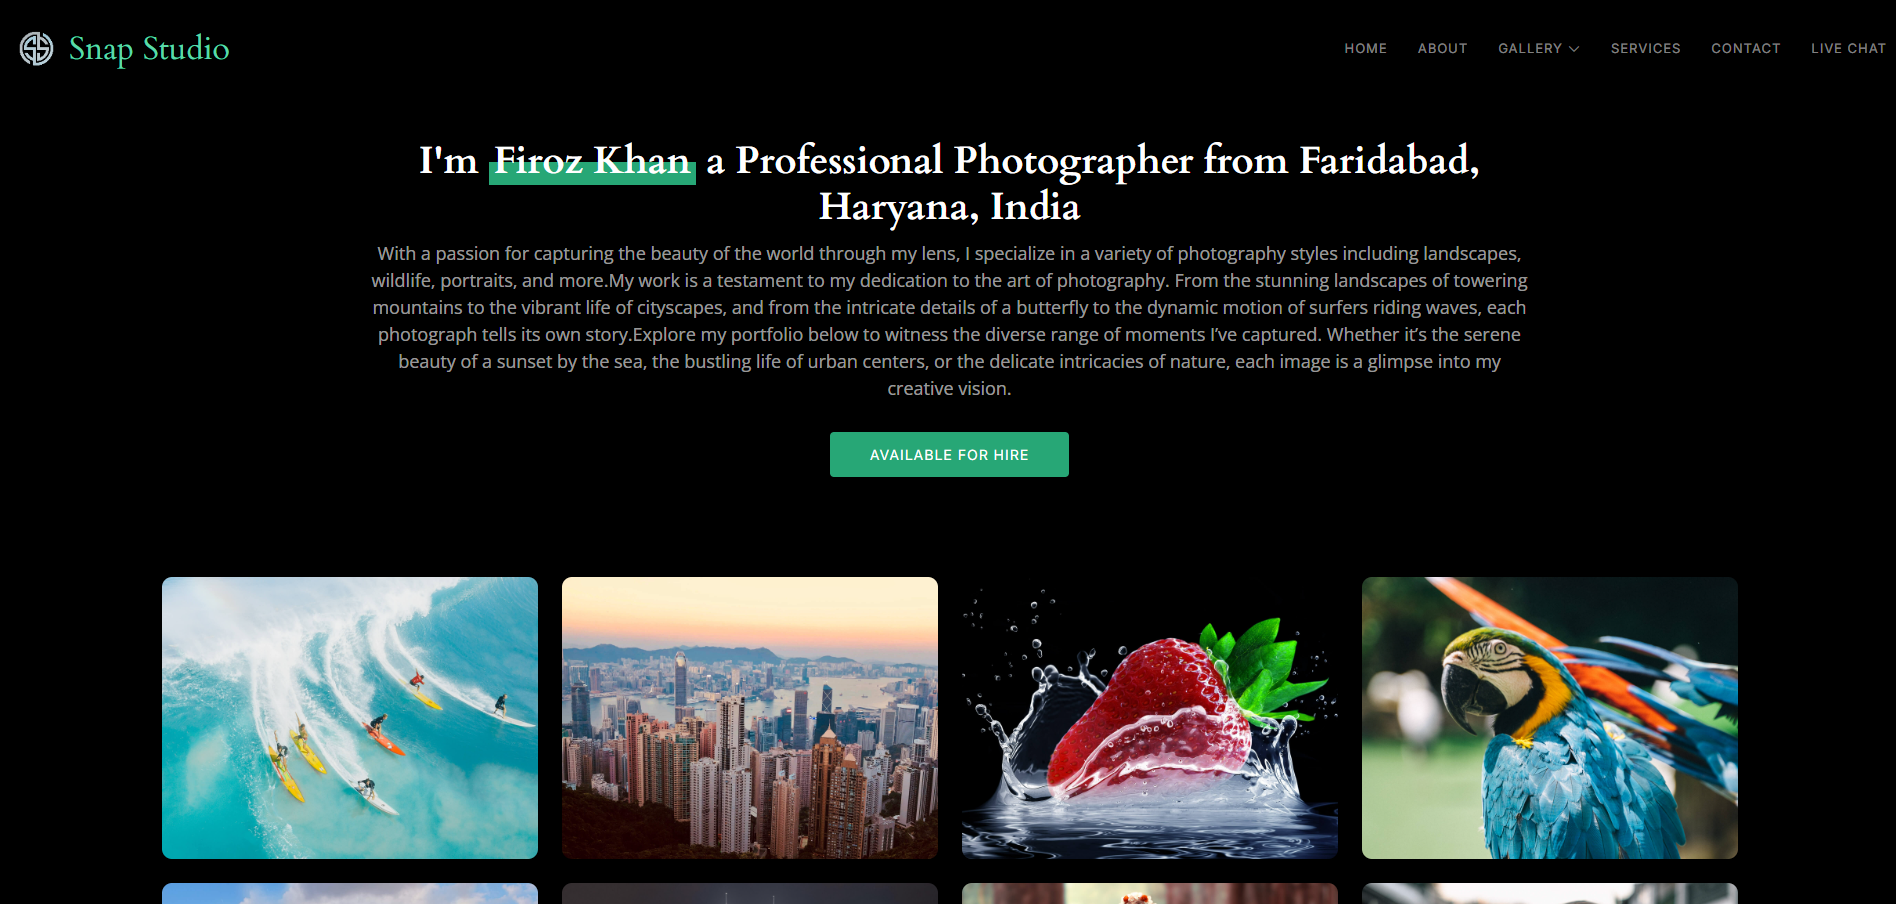 Snap Studio
HOME ABOUT GALLERY SERVICES CONTACT LIVE CHAT
I'm Firoz Khan a Professional Photographer from Faridabad,
Haryana, India
With a passion for capturing the beauty of the world through my lens, I specialize in a variety of photography styles including landscapes,
wildlife, portraits, and more.My work is a testament to my dedication to the art of photography. From the stunning landscapes of towering
mountains to the vibrant life of cityscapes, and from the intricate details of a butterfly to the dynamic motion of surfers riding waves, each
photograph tells its own story.Explore my portfolio below to witness the diverse range of moments I’ve captured. Whether it’s the serene
beauty of a sunset by the sea, the bustling life of urban centers, or the delicate intricacies of nature, each image is a glimpse into my
creative vision.
AVAILABLE FOR HIRE